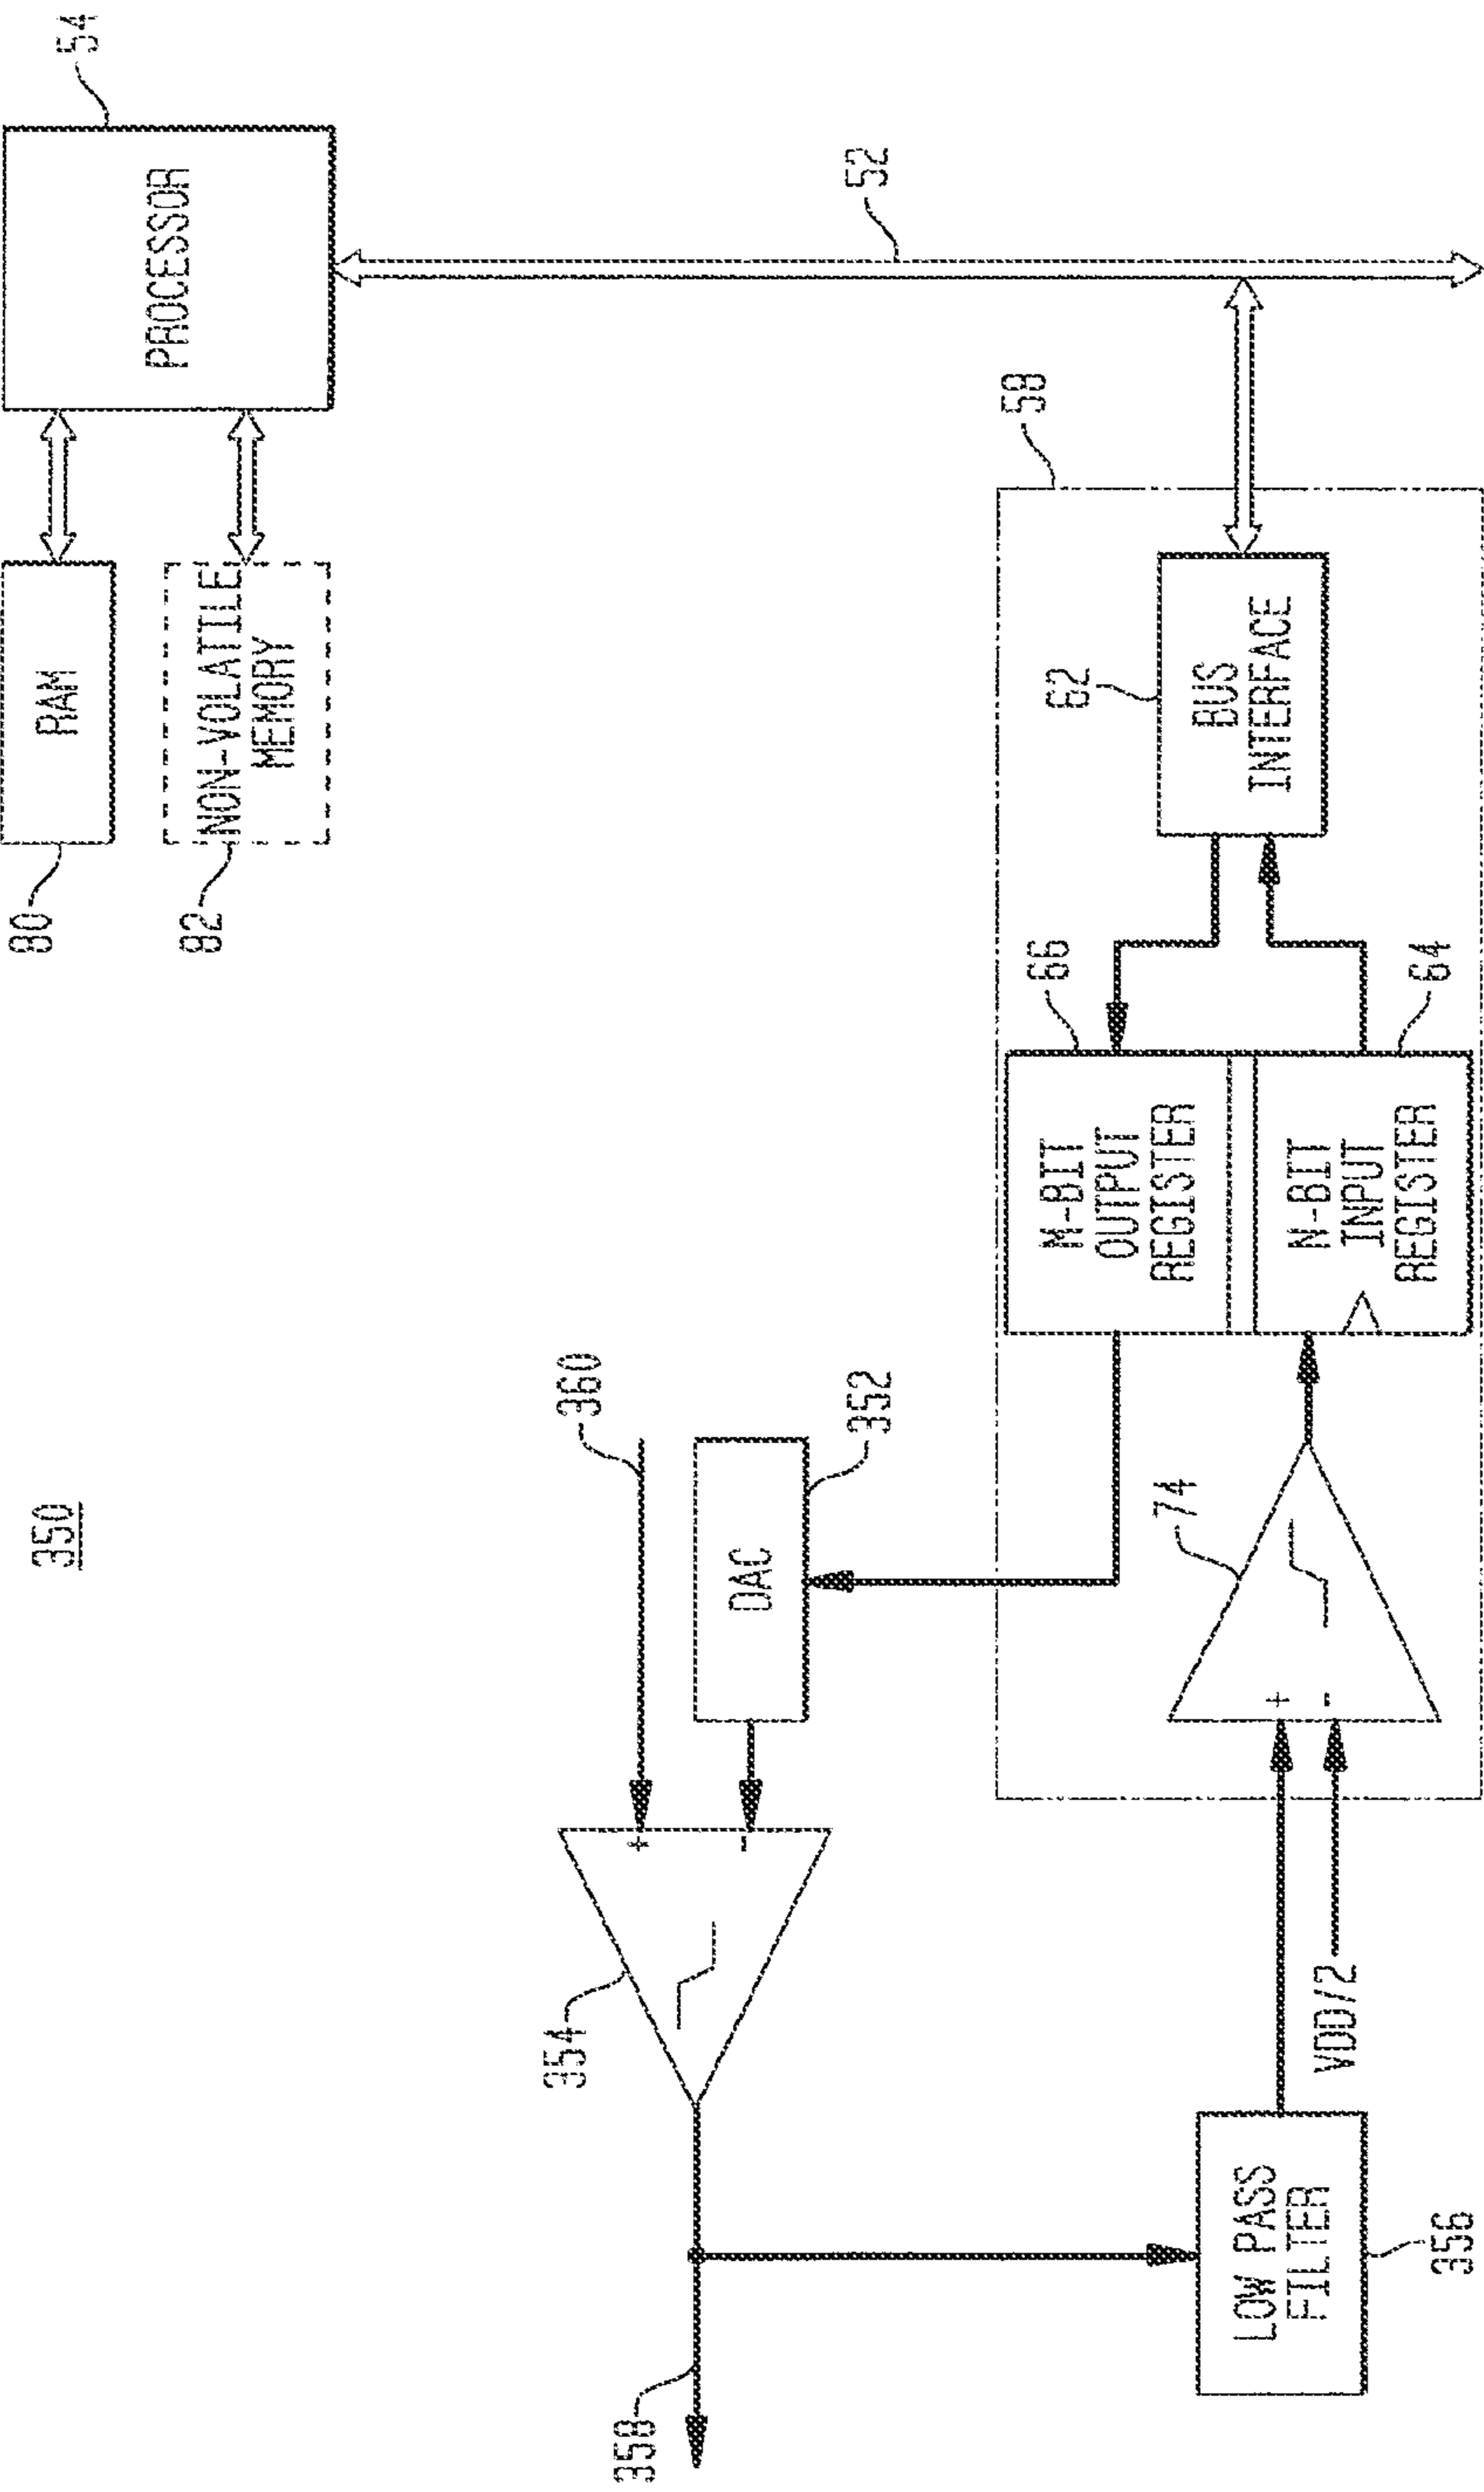 350
80
RAM
82
NON-VOLATILE
MEMORY
PROCESSOR
54
52
360
352
DAC
354
+
-
358
58
66
M-BIT
OUTPUT
REGISTER
62
BUS
INTERFACE
74
+
-
N-BIT
INPUT
REGISTER
64
VDD/2
LOW PASS
FILTER
356